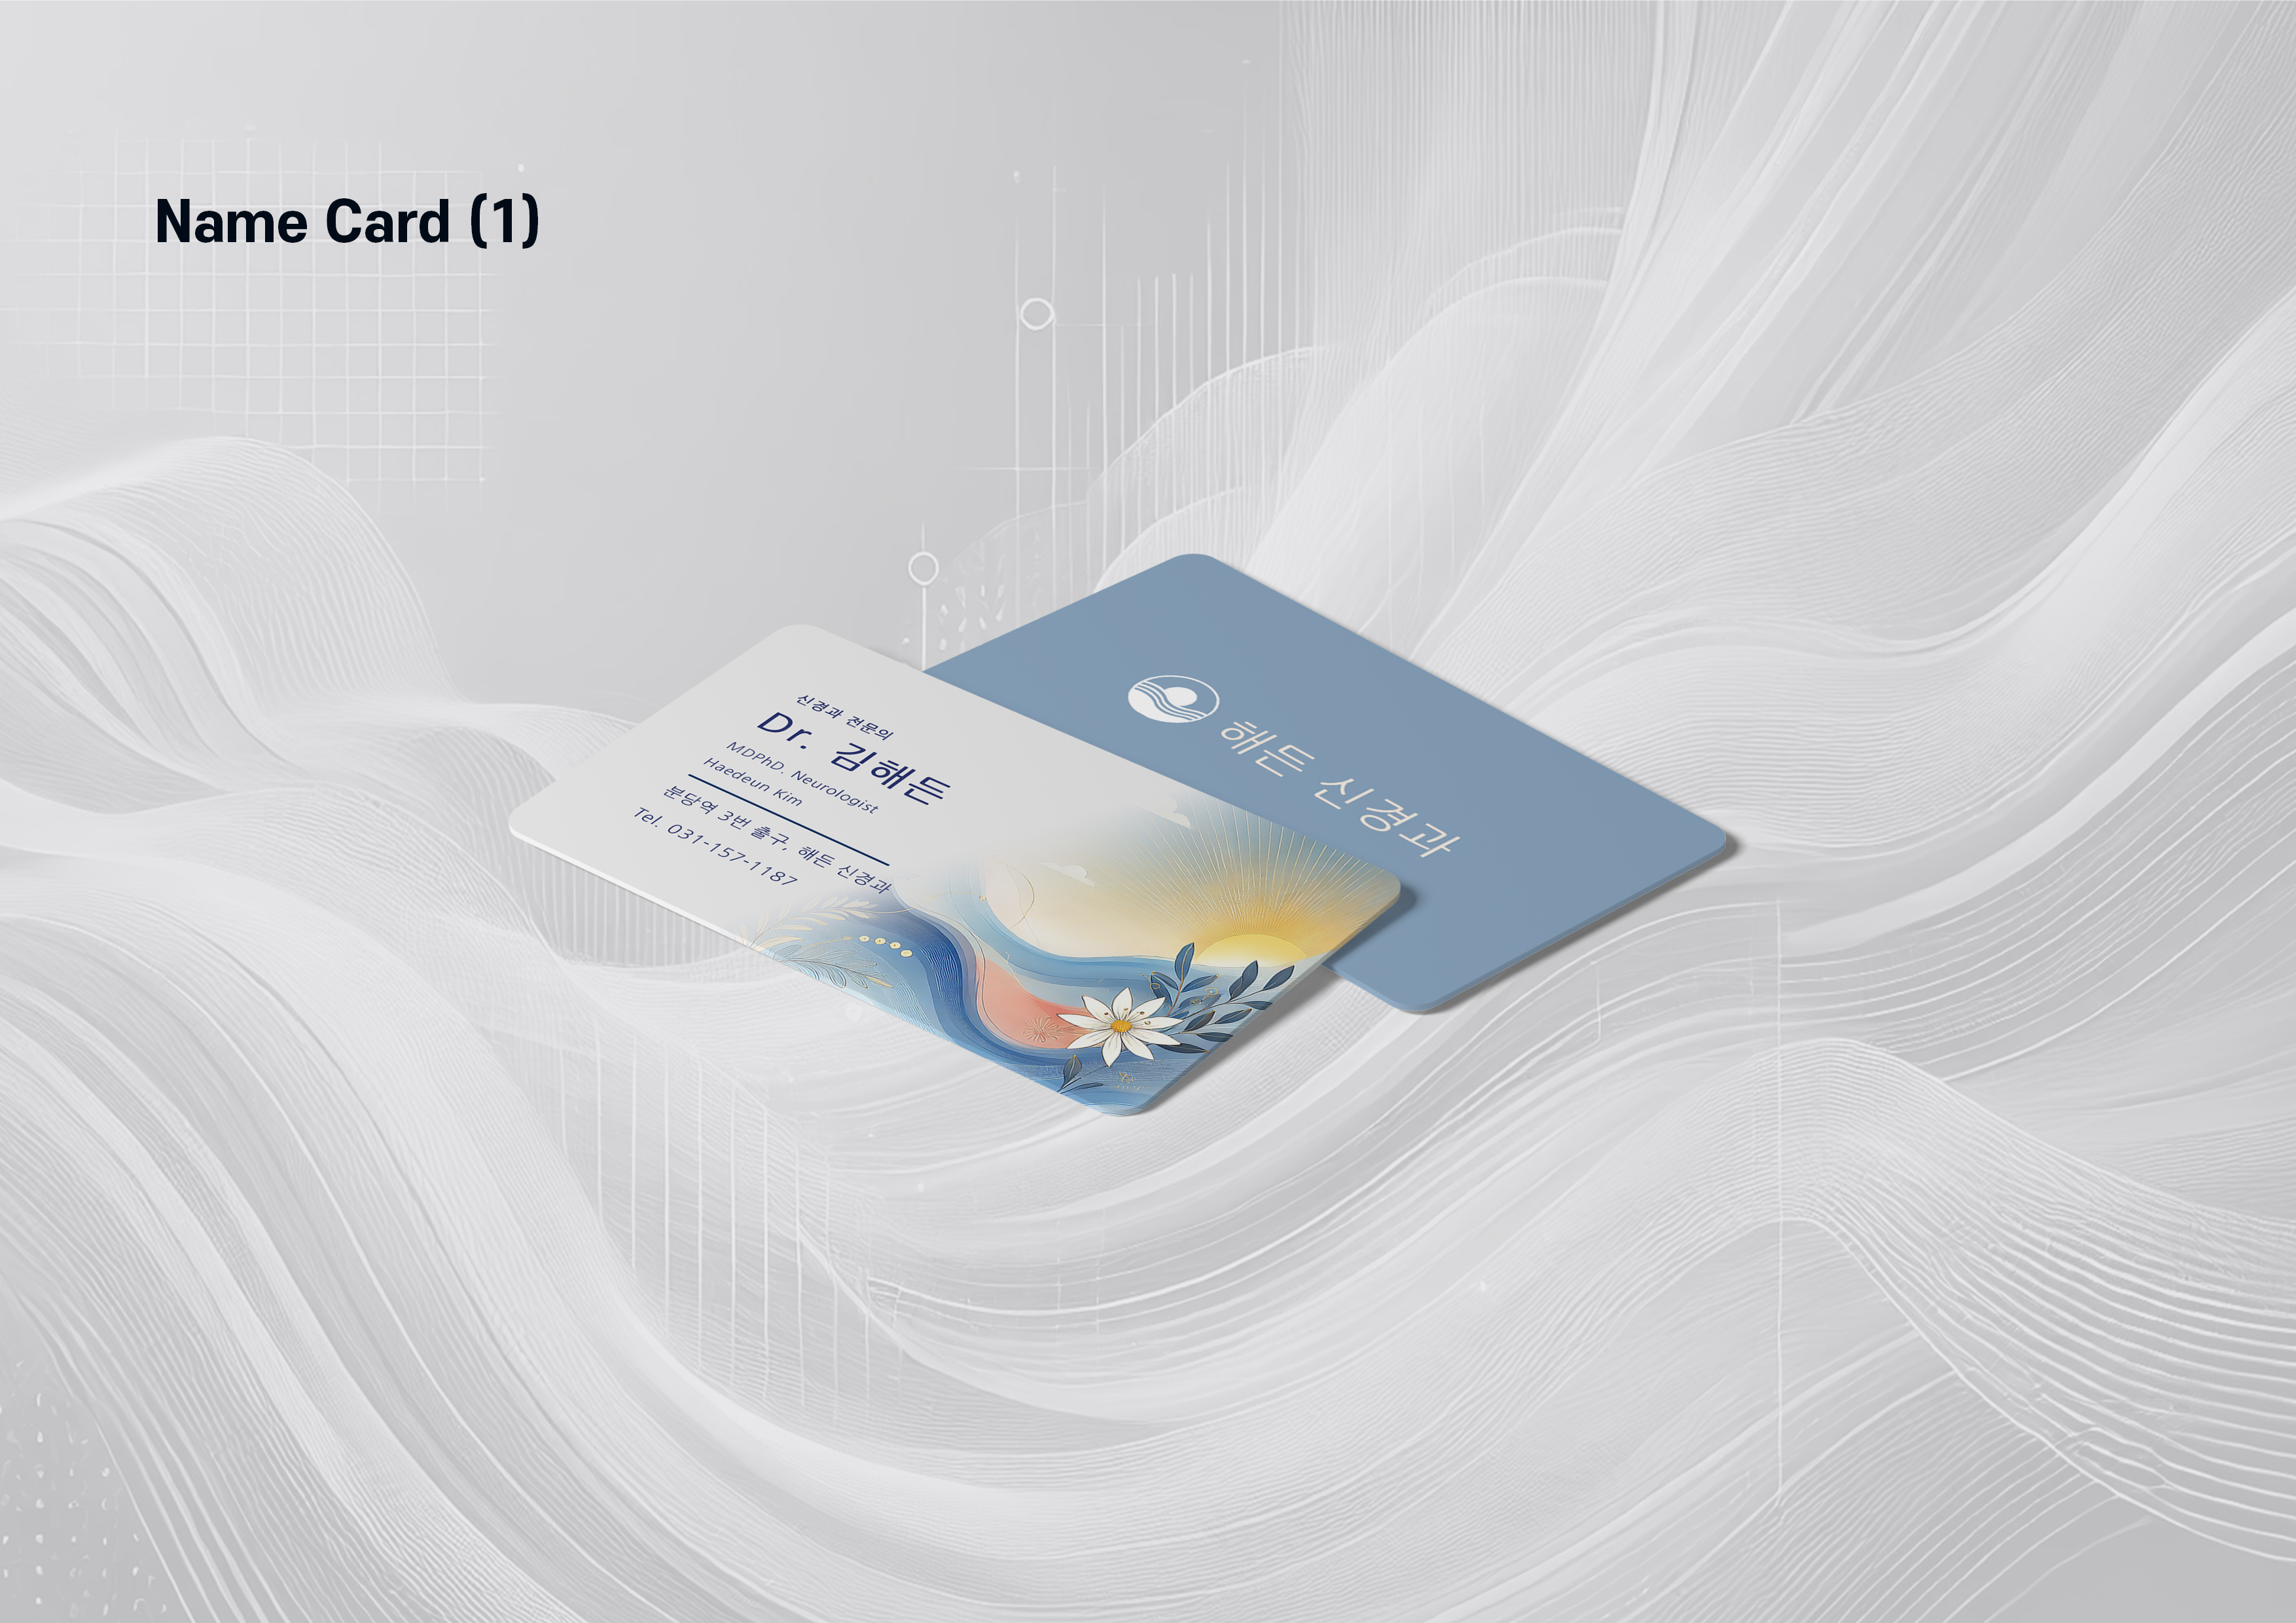 Name Card (1)
신경과 전문의
Dr. 김해든
MDPhD. Neurologist
Haedeun Kim
분당역 3번 출구, 해든 신경과
Tel. 031-157-1187
해든 신경과